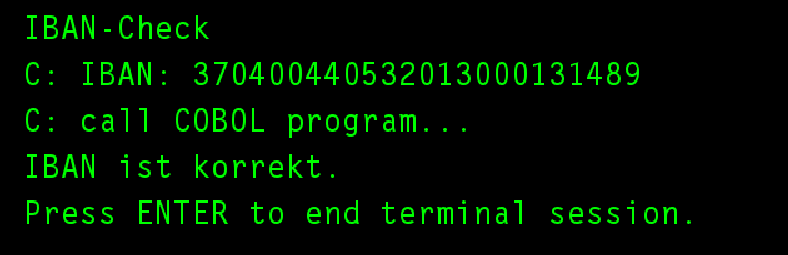 IBAN-Check
C: IBAN: 370400440532013000131489
C: call COBOL program...
IBAN ist korrekt.
Press ENTER to end terminal session.